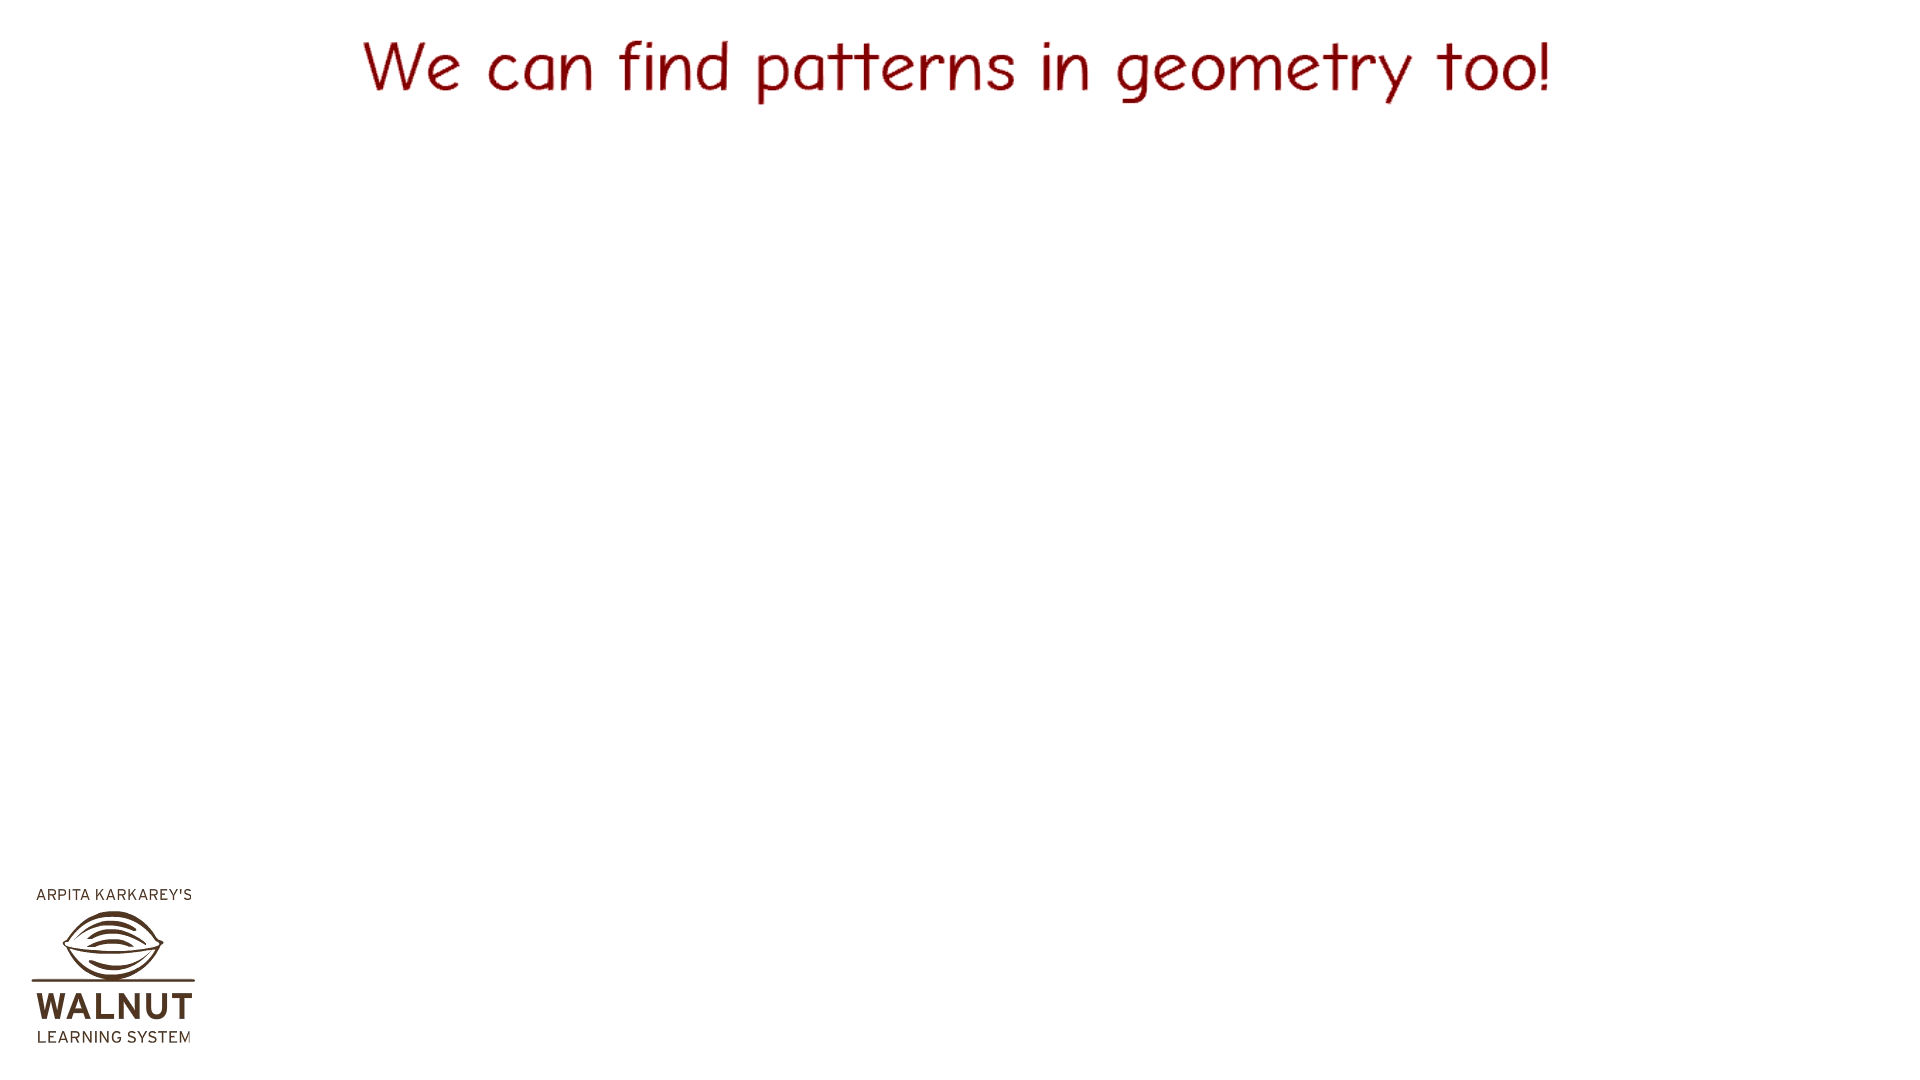 We can find patterns in geometry too!
ARPITA KARKAREY'S
WALNUT
LEARNING SYSTEM